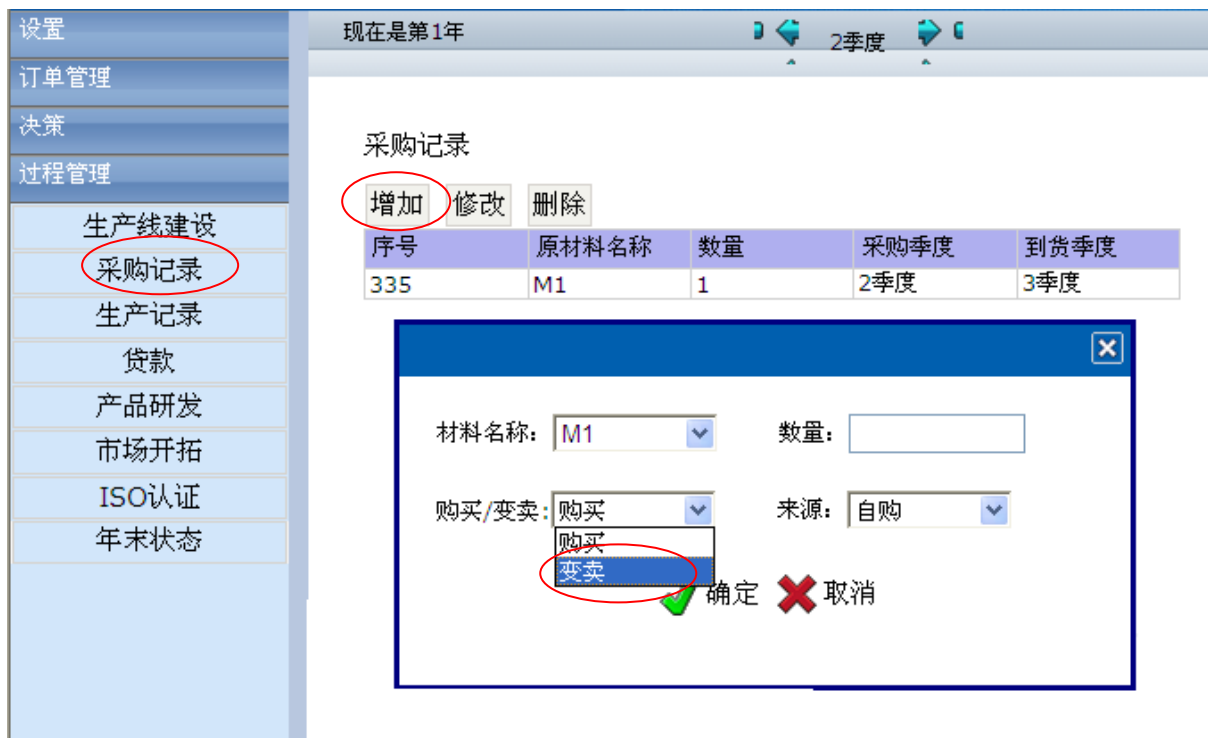 设置
订单管理
决策
过程管理
生产线建设
采购记录
生产记录
贷款
产品研发
市场开拓
ISO认证
年末状态
现在是第1年
2季度
采购记录
增加 修改 删除
序号 原材料名称 数量 采购季度 到货季度
335 M1 1 2季度 3季度
材料名称: M1 数量:
购买/变卖: 购买 来源: 自购
购买
变卖
确定 取消